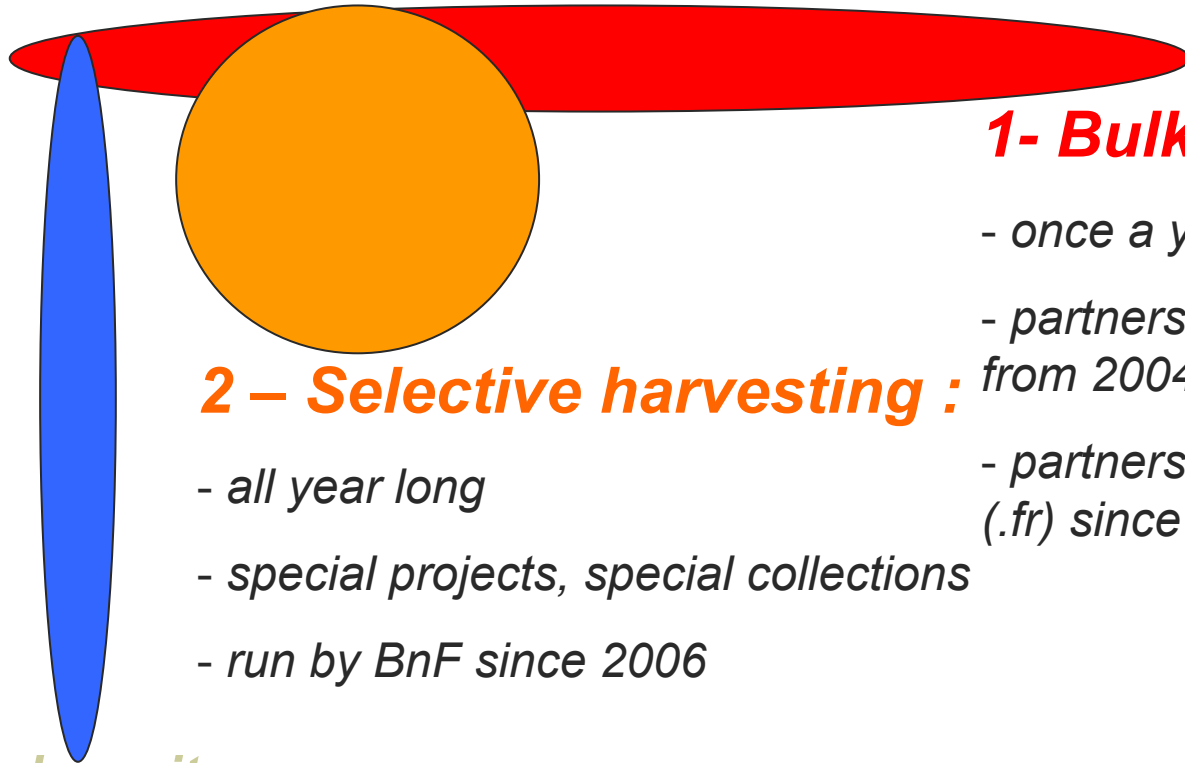 1- Bulk
- once a y
- partners
from 2004
- partners
(.fr) since
2 – Selective harvesting :
- all year long
- special projects, special collections
- run by BnF since 2006